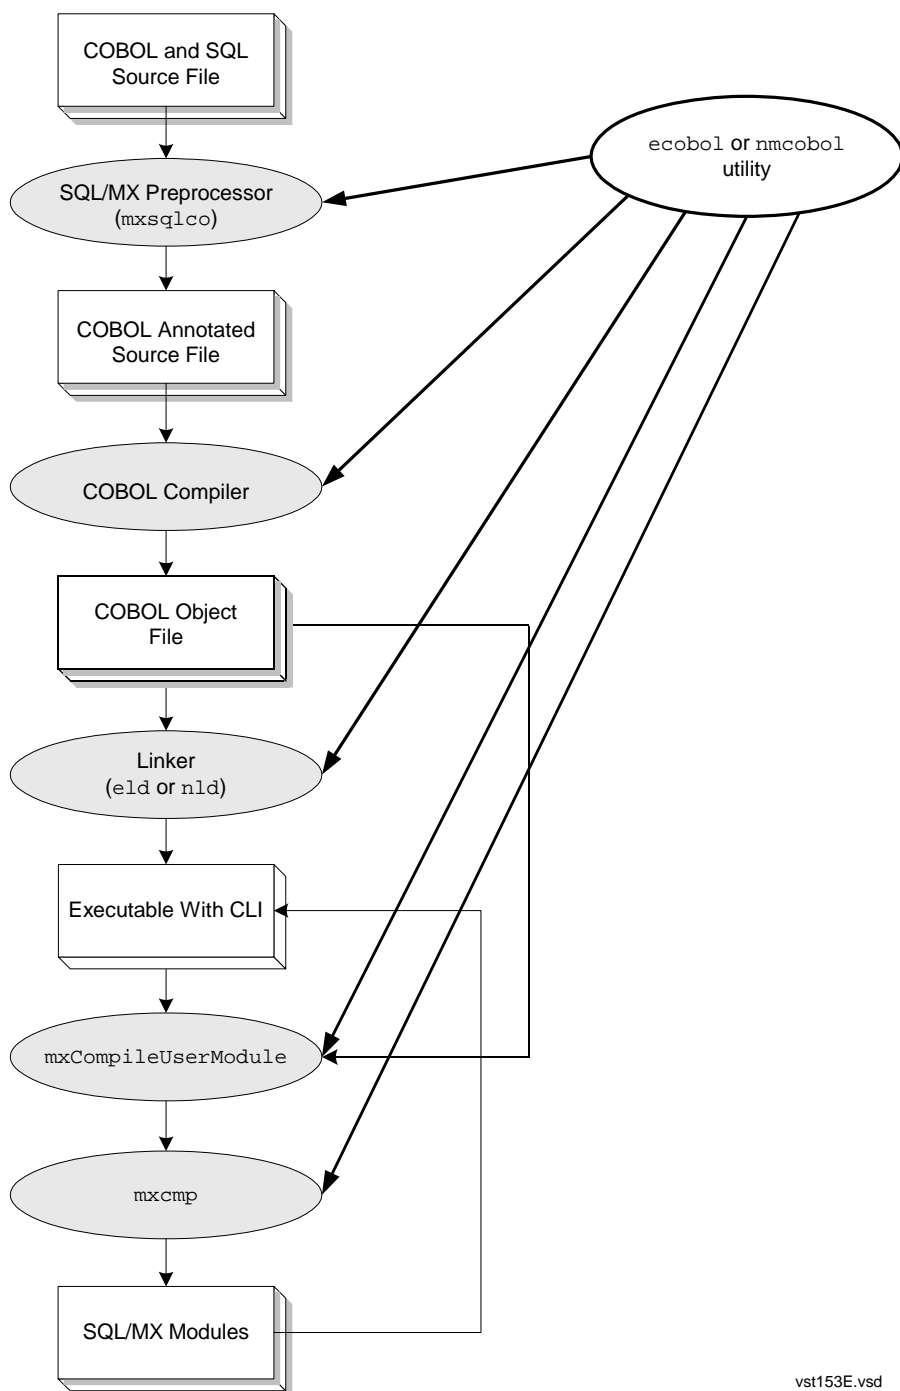 COBOL and SQL
Source File
ecobol or nmcobol
utility
SQL/MX Preprocessor
(mxsqlco)
COBOL Annotated
Source File
COBOL Compiler
COBOL Object
File
Linker
(eld or nld)
Executable With CLI
mxCompileUserModule
mxcmp
SQL/MX Modules
vst153E.vsd